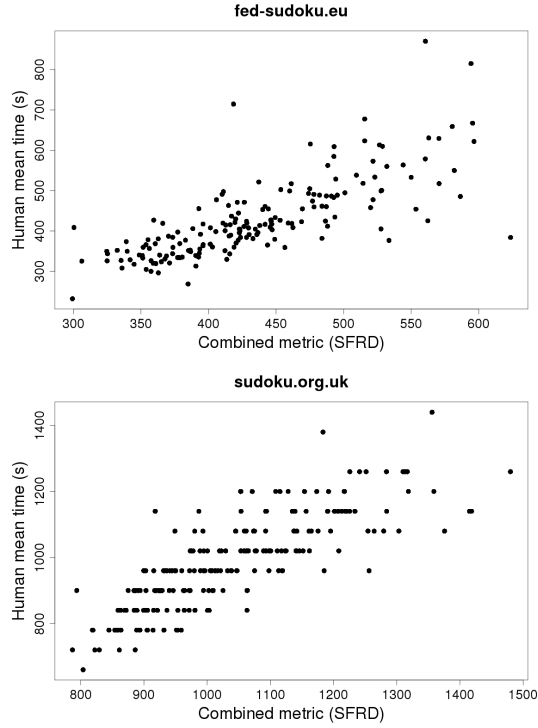 fed-sudoku.eu
Human mean time (s)
800
700
600
500
400
300
300 350 400 450 500 550 600
Combined metric (SFRD)
sudoku.org.uk
Human mean time (s)
1400
1200
1000
800
800 900 1000 1100 1200 1300 1400 1500
Combined metric (SFRD)